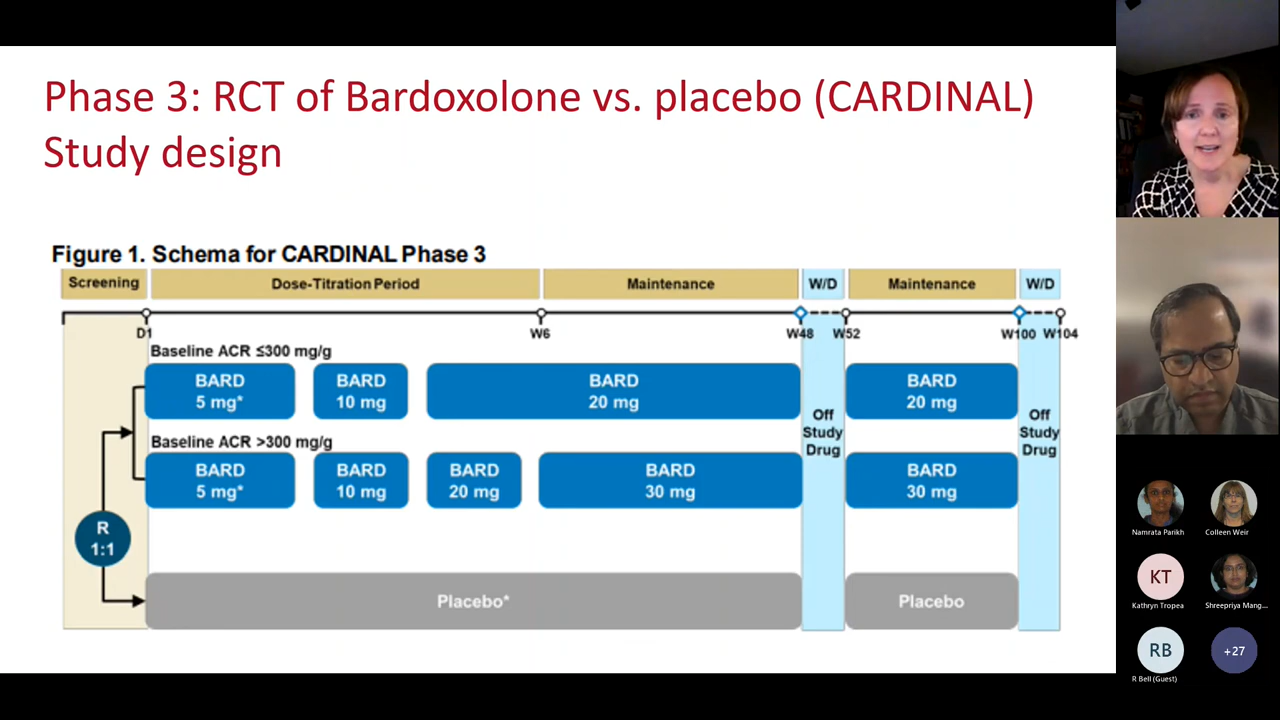 Phase 3: RCT of Bardoxolone vs. placebo (CARDINAL)
Study design
Figure 1. Schema for CARDINAL Phase 3
Screening
Dose-Titration Period
Maintenance
W/D
Maintenance
W/D
D1
W6
W48
W52
W100
W104
Baseline ACR ≤300 mg/g
BARD
5 mg*
BARD
10 mg
BARD
20 mg
BARD
20 mg
Baseline ACR >300 mg/g
BARD
5 mg*
BARD
10 mg
BARD
20 mg
BARD
30 mg
BARD
30 mg
Off
Study
Drug
Off
Study
Drug
R
1:1
Placebo*
Placebo
Namrata Parikh
Colleen Weir
KT
Kathryn Tropea
Shreepriya Mang...
RB
R Bell (Guest)
+27